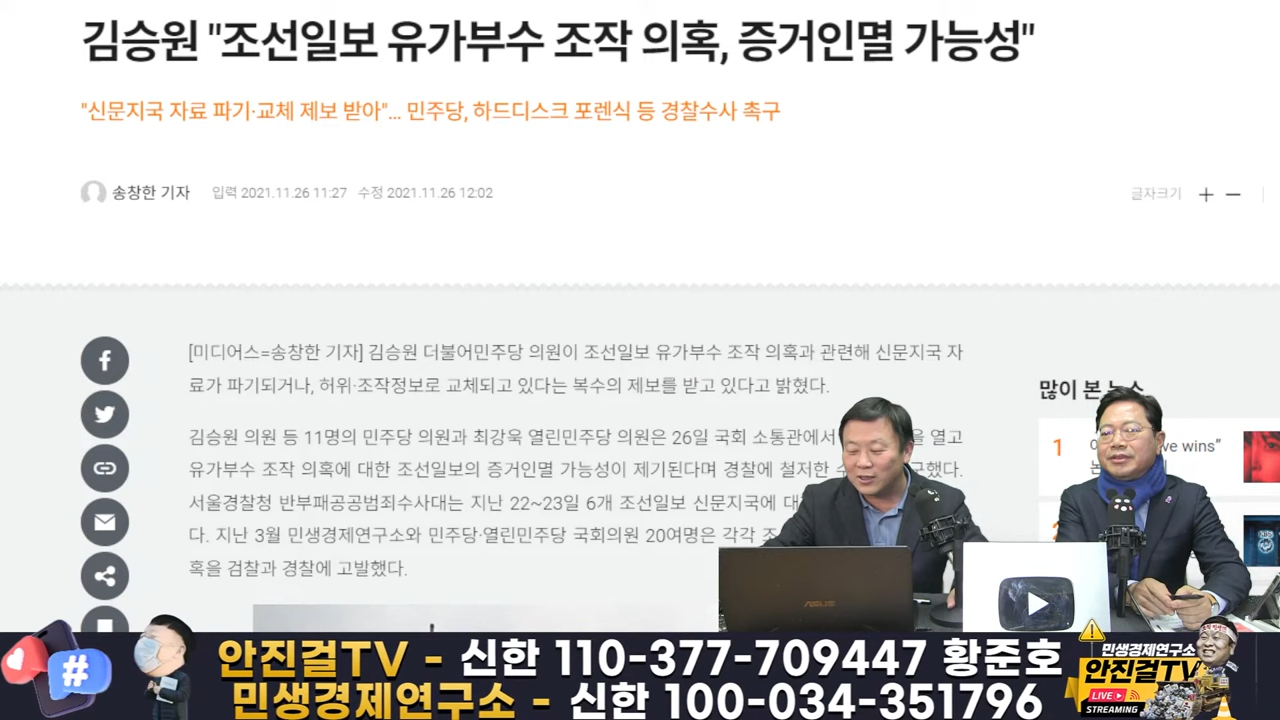 김승원 "조선일보 유가부수 조작 의혹, 증거인멸 가능성"
"신문지국 자료 파기·교체 제보 받아"... 민주당, 하드디스크 포렌식 등 경찰수사 촉구
송창한 기자 입력 2021.11.26 11:27 수정 2021.11.26 12:02
글자크기 + −
[미디어스=송창한 기자] 김승원 더불어민주당 의원이 조선일보 유가부수 조작 의혹과 관련해 신문지국 자
료가 파기되거나, 허위·조작정보로 교체되고 있다는 복수의 제보를 받고 있다고 밝혔다.
김승원 의원 등 11명의 민주당 의원과 최강욱 열린민주당 의원은 26일 국회 소통관에서 을 열고
유가부수 조작 의혹에 대한 조선일보의 증거인멸 가능성이 제기된다며 경찰에 철저한 구했다.
서울경찰청 반부패공공범죄수사대는 지난 22~23일 6개 조선일보 신문지국에 대
다. 지난 3월 민생경제연구소와 민주당·열린민주당 국회의원 20여명은 각각
혹을 검찰과 경찰에 고발했다.
많이 본
1
ve wins”
ASUS
안진걸TV - 신한 110-377-709447 황준호
민생경제연구소 - 신한 100-034-351796
#
민생경제연구소
안진걸TV
LIVE
STREAMING